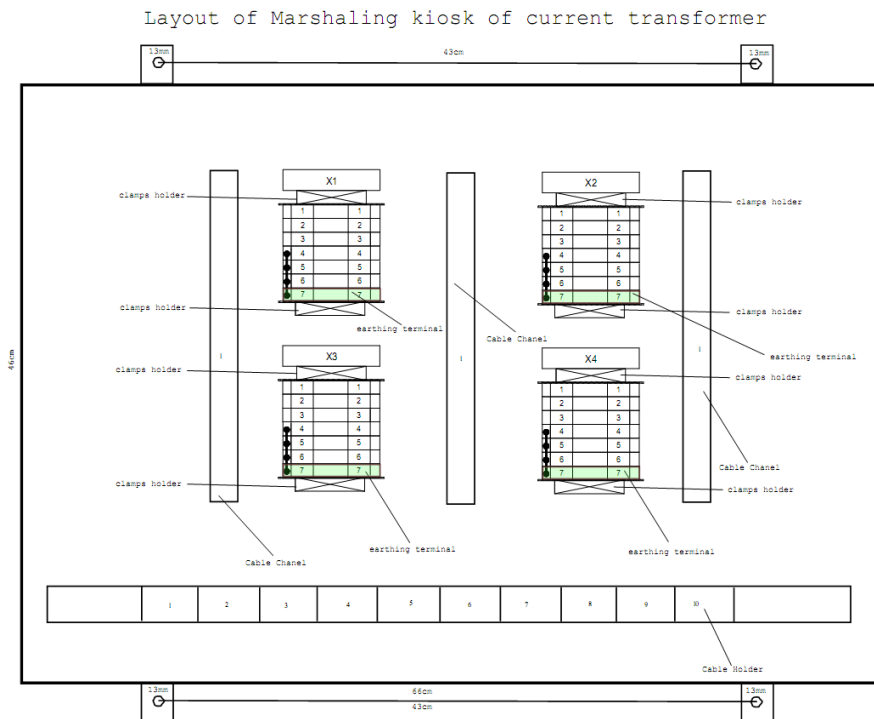 Layout of Marshaling kiosk of current transformer
13mm 43cm 13mm
X1 X2
clamps holder clamps holder
1 1 1 1
2 2 2 2
3 3 3 3
4 4 4 4
5 5 5 5
6 6 6 6
7 7 7 7
clamps holder clamps holder
earthing terminal Cable Chanel
46cm 1 1 1 earthing terminal
X3 X4
clamps holder clamps holder
1 1 1 1
2 2 2 2
3 3 3 3
4 4 4 4
5 5 5 5
6 6 6 6
7 7 7 7
Cable Chanel
clamps holder clamps holder
earthing terminal earthing terminal
Cable Chanel
1 2 3 4 5 6 7 8 9 10
Cable Holder
13mm 66cm 13mm
43cm